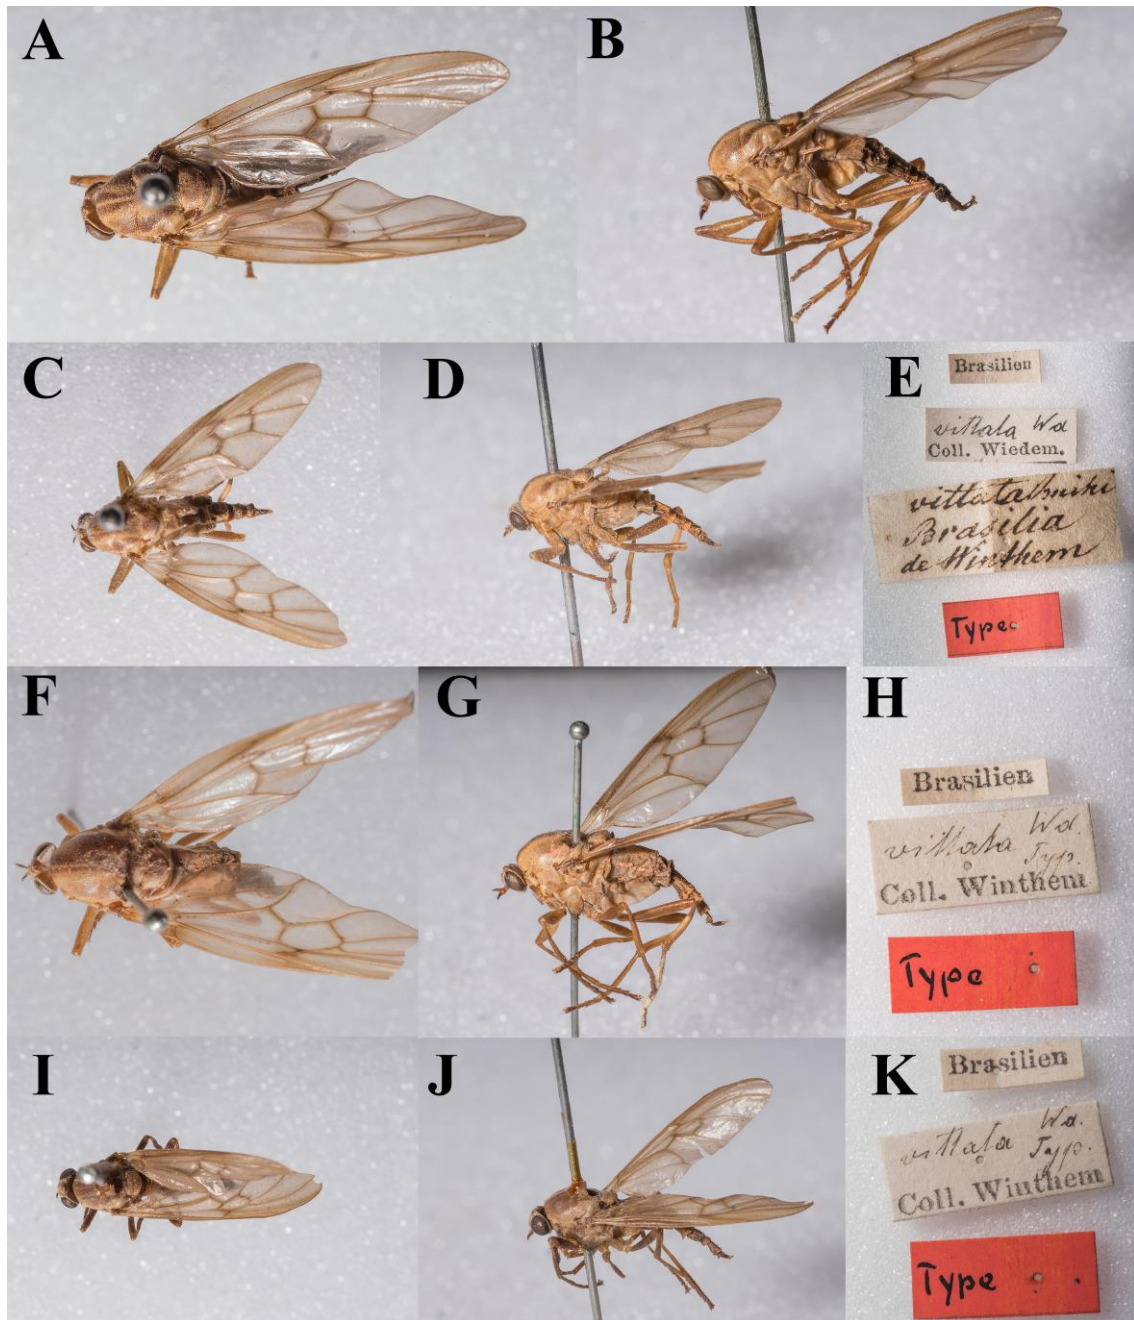 A
B
C
D
E
Brasilien
vittata Wd
Coll. Wiedem.
vittata
Brasilia
de Winthem
Type.
F
G
H
Brasilien
vittata Wd.
Typ.
Coll. Winthem
Type
I
J
K
Brasilien
vittata Wd.
Typ.
Coll. Winthem
Type